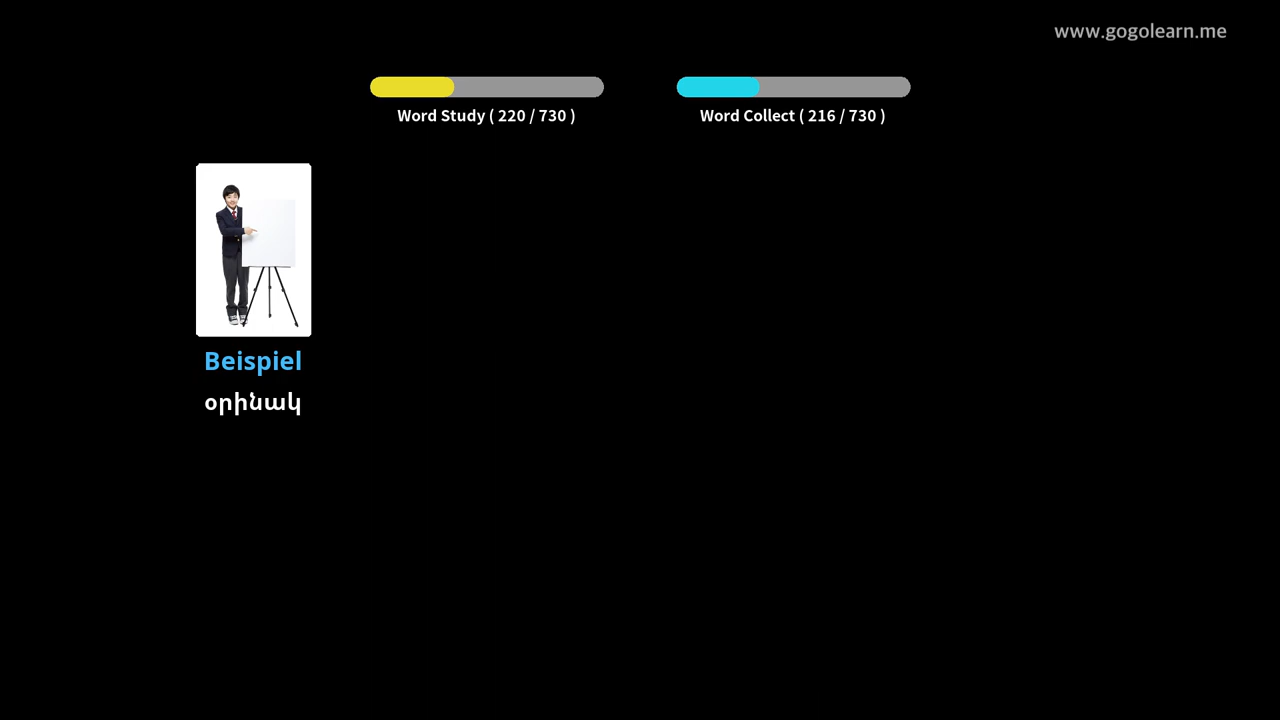 www.gogolearn.me
Word Study ( 220 / 730 )
Word Collect ( 216 / 730 )
Beispiel
օրինակ